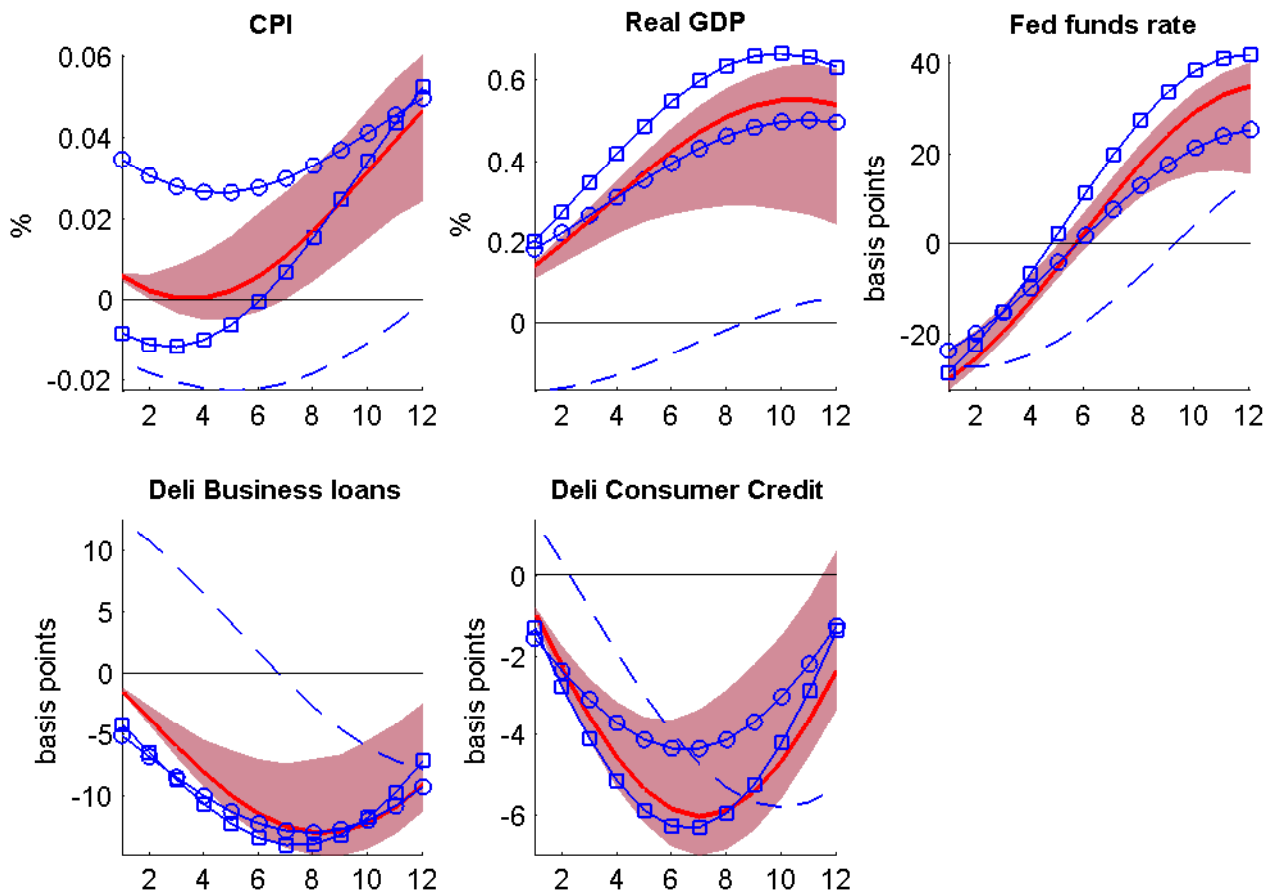 CPI
0.06
0.04
0.02
0
-0.02
%
2 4 6 8 10 12
Real GDP
0.6
0.4
0.2
0
%
2 4 6 8 10 12
Fed funds rate
40
20
0
-20
basis points
2 4 6 8 10 12
Deli Business loans
10
5
0
-5
-10
basis points
2 4 6 8 10 12
Deli Consumer Credit
0
-2
-4
-6
basis points
2 4 6 8 10 12